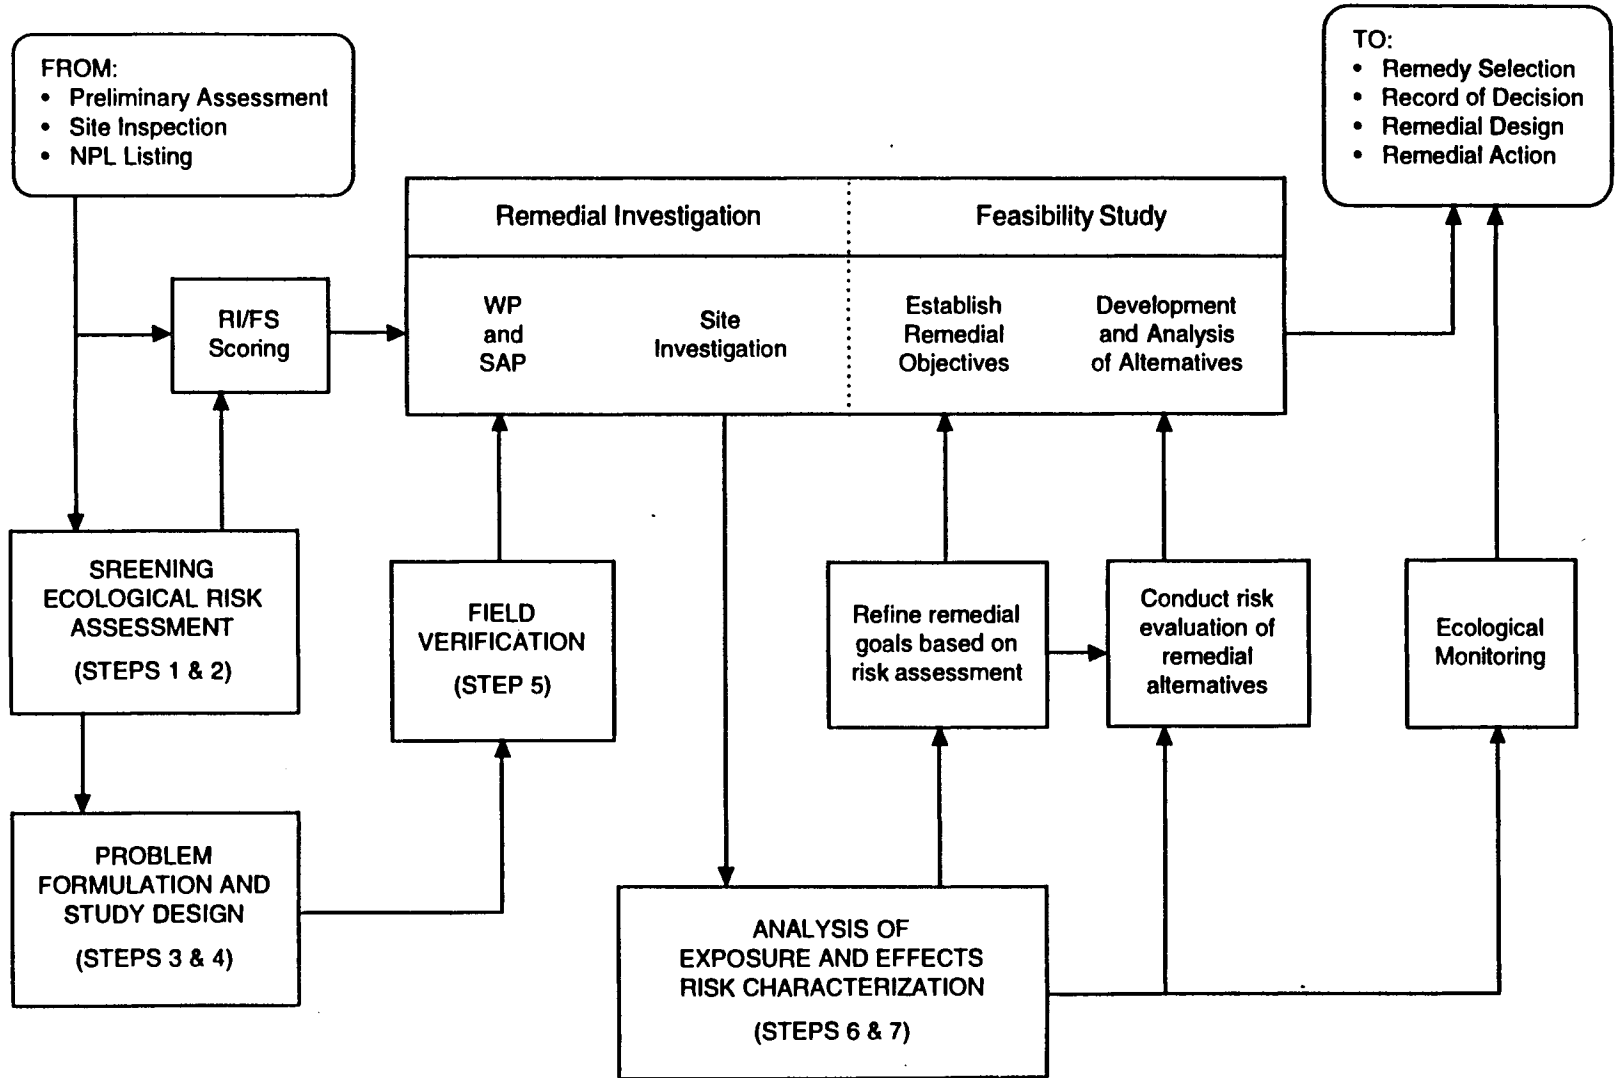 FROM:
• Preliminary Assessment
• Site Inspection
• NPL Listing
TO:
• Remedy Selection
• Record of Decision
• Remedial Design
• Remedial Action
Remedial Investigation
Feasibility Study
RI/FS
Scoring
WP
and
SAP
Site
Investigation
Establish
Remedial
Objectives
Development
and Analysis
of Alternatives
SREENING
ECOLOGICAL RISK
ASSESSMENT
(STEPS 1 & 2)
FIELD
VERIFICATION
(STEP 5)
Refine remedial
goals based on
risk assessment
Conduct risk
evaluation of
remedial
alternatives
Ecological
Monitoring
PROBLEM
FORMULATION AND
STUDY DESIGN
(STEPS 3 & 4)
ANALYSIS OF
EXPOSURE AND EFFECTS
RISK CHARACTERIZATION
(STEPS 6 & 7)